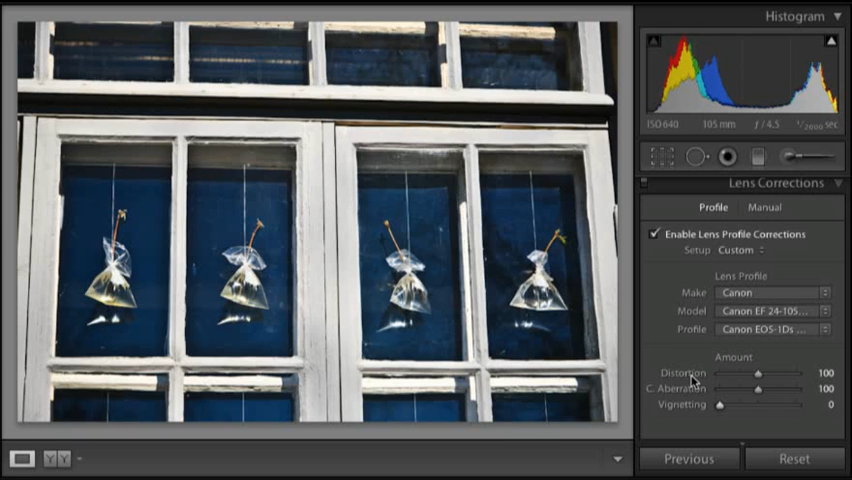 Histogram
ISO 640 105 mm ƒ / 4.5 1/2000 sec
Lens Corrections
Profile Manual
Enable Lens Profile Corrections
Setup Custom
Lens Profile
Make Canon
Model Canon EF 24-105...
Profile Canon EOS-1Ds ...
Amount
Distortion 100
C. Aberration 100
Vignetting 0
YY
Previous Reset